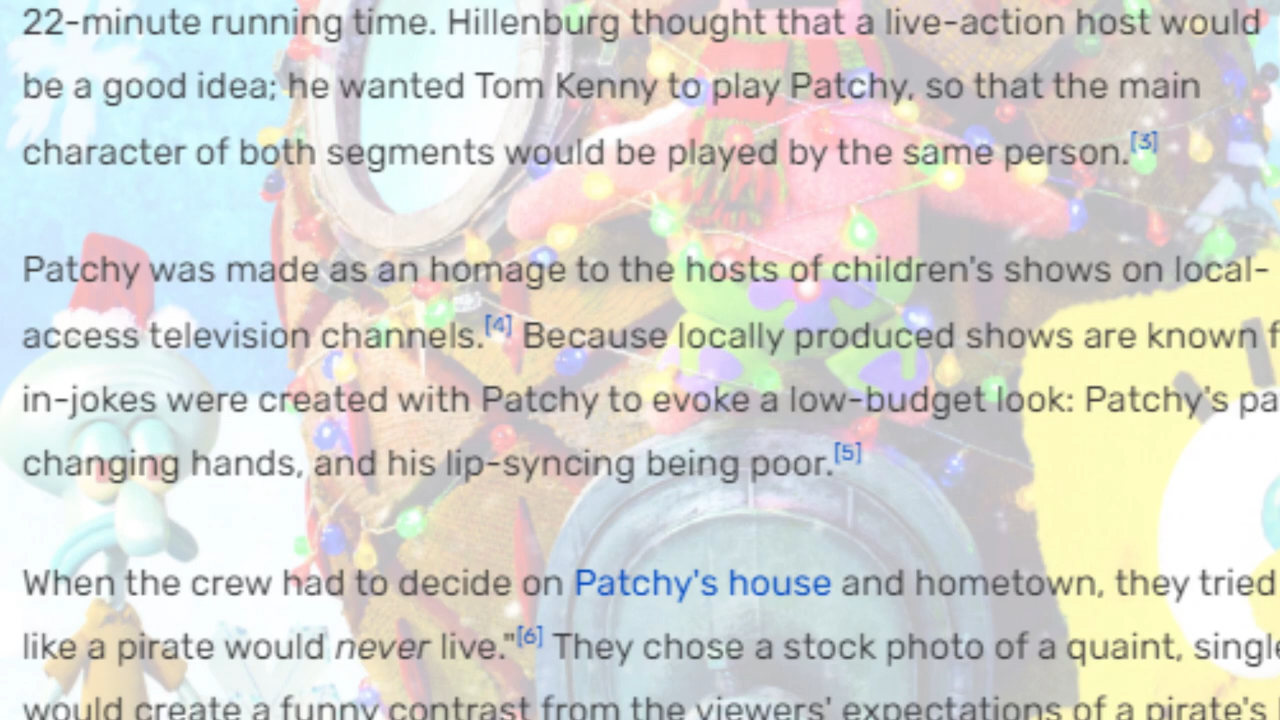 22-minute running time. Hillenburg thought that a live-action host would
be a good idea; he wanted Tom Kenny to play Patchy, so that the main
character of both segments would be played by the same person.[3]
Patchy was made as an homage to the hosts of children's shows on local-
access television channels.[4] Because locally produced shows are known f
in-jokes were created with Patchy to evoke a low-budget look: Patchy's pa
changing hands, and his lip-syncing being poor.[5]
When the crew had to decide on Patchy's house and hometown, they tried
like a pirate would never live."[6] They chose a stock photo of a quaint, single
would create a funny contrast from the viewers' expectations of a pirate's